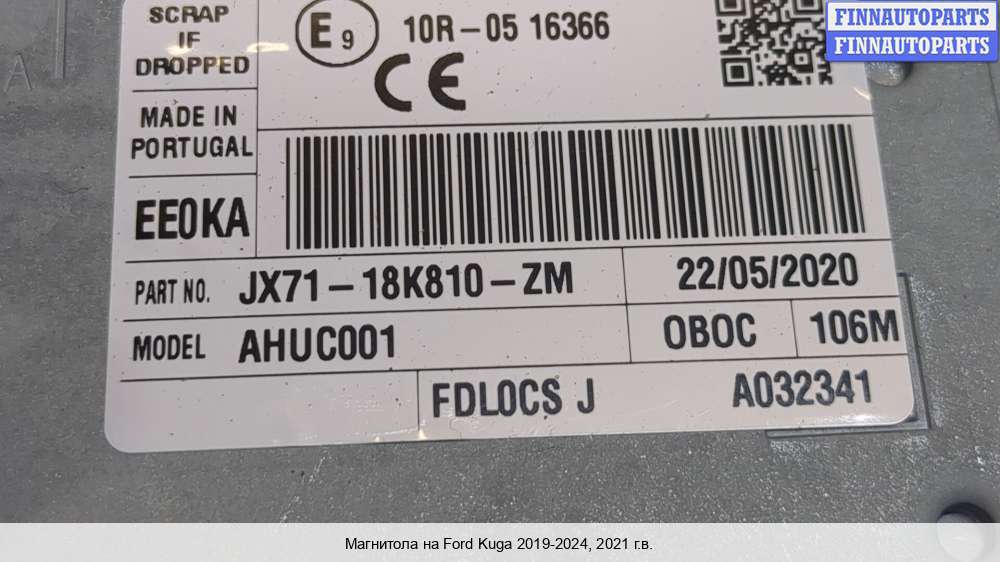 FINNAUTOPARTS
FINNAUTOPARTS
SCRAP
IF
DROPPED
E9
10R-05 16366
CE
MADE IN
PORTUGAL
EE0KA
PART NO. JX71-18K810-ZM 22/05/2020
MODEL AHUC001 OBOC 106M
FDLOCS J A032341
A
Магнитола на Ford Kuga 2019-2024, 2021 г.в.